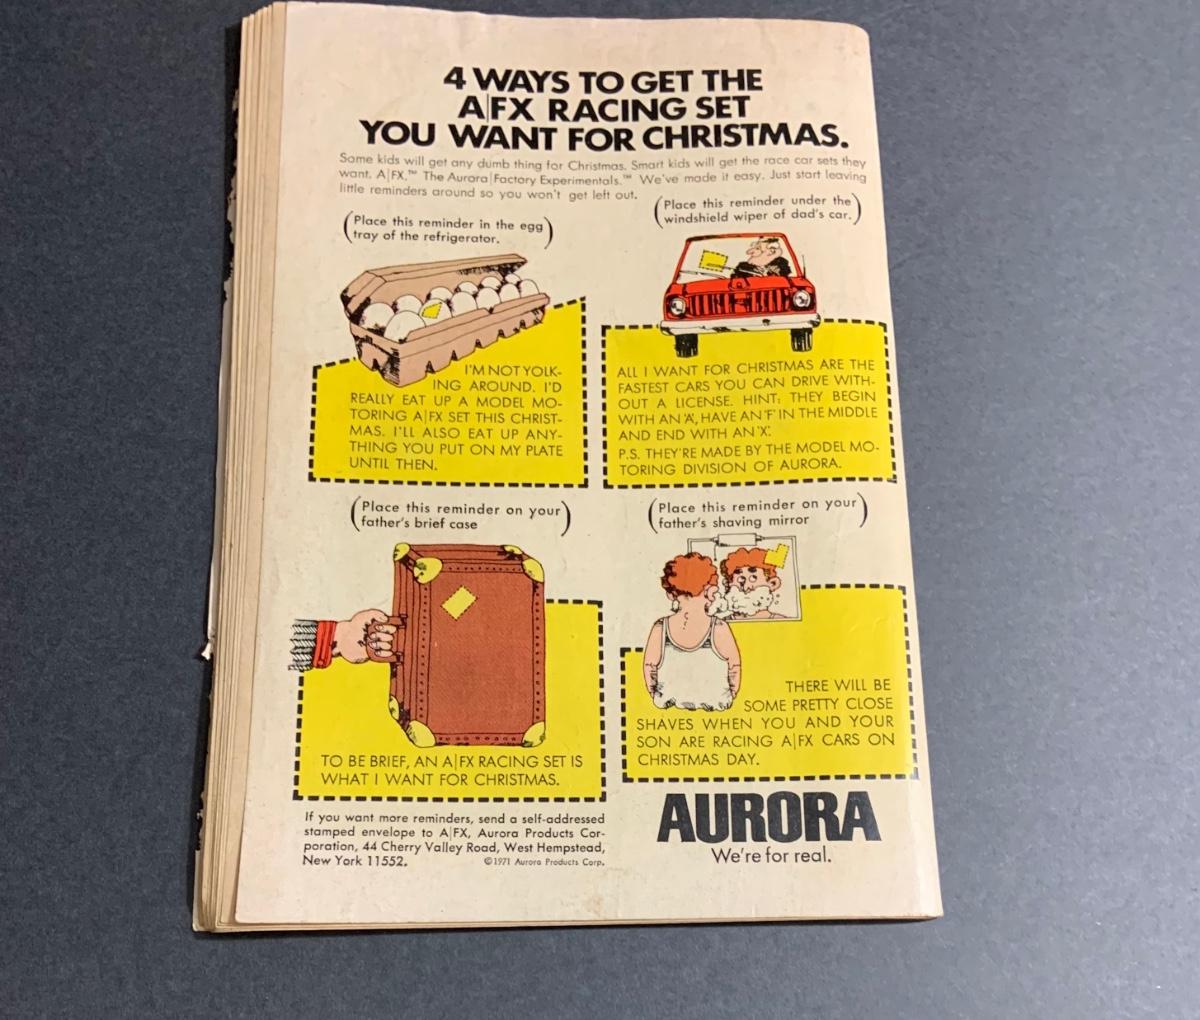 4 WAYS TO GET THE
A|FX RACING SET
YOU WANT FOR CHRISTMAS.
Some kids will get any dumb thing for Christmas. Smart kids will get the race car sets they
want. A|FX.™ The Aurora|Factory Experimentals.™ We've made it easy. Just start leaving
little reminders around so you won't get left out.
(Place this reminder in the egg
tray of the refrigerator.)
I'M NOT YOLK-
ING AROUND. I'D
REALLY EAT UP A MODEL MO-
TORING A|FX SET THIS CHRIST-
MAS. I'LL ALSO EAT UP ANY-
THING YOU PUT ON MY PLATE
UNTIL THEN.
(Place this reminder under the
windshield wiper of dad's car.)
ALL I WANT FOR CHRISTMAS ARE THE
FASTEST CARS YOU CAN DRIVE WITH-
OUT A LICENSE. HINT: THEY BEGIN
WITH AN 'A', HAVE AN 'F' IN THE MIDDLE
AND END WITH AN 'X'.
P.S. THEY'RE MADE BY THE MODEL MO-
TORING DIVISION OF AURORA.
(Place this reminder on your
father's brief case)
TO BE BRIEF, AN A|FX RACING SET IS
WHAT I WANT FOR CHRISTMAS.
(Place this reminder on your
father's shaving mirror)
THERE WILL BE
SOME PRETTY CLOSE
SHAVES WHEN YOU AND YOUR
SON ARE RACING A|FX CARS ON
CHRISTMAS DAY.
If you want more reminders, send a self-addressed
stamped envelope to A|FX, Aurora Products Cor-
poration, 44 Cherry Valley Road, West Hempstead,
New York 11552.
©1971 Aurora Products Corp.
AURORA
We're for real.